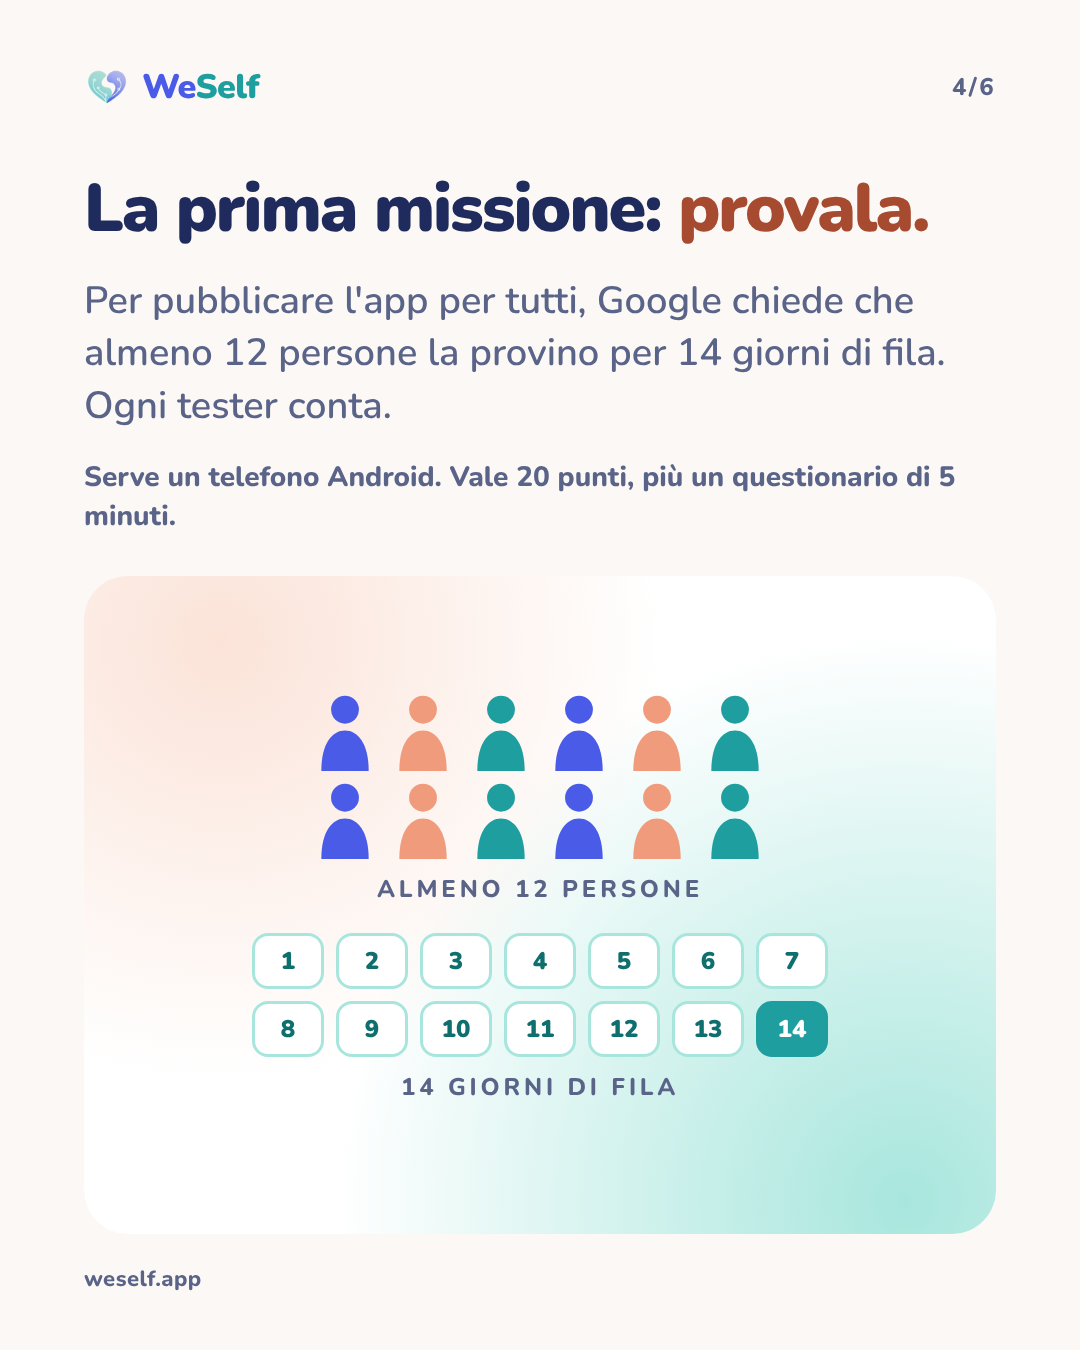 WeSelf
4/6
La prima missione: provala.
Per pubblicare l'app per tutti, Google chiede che
almeno 12 persone la provino per 14 giorni di fila.
Ogni tester conta.
Serve un telefono Android. Vale 20 punti, più un questionario di 5
minuti.
ALMENO 12 PERSONE
1 2 3 4 5 6 7
8 9 10 11 12 13 14
14 GIORNI DI FILA
weself.app